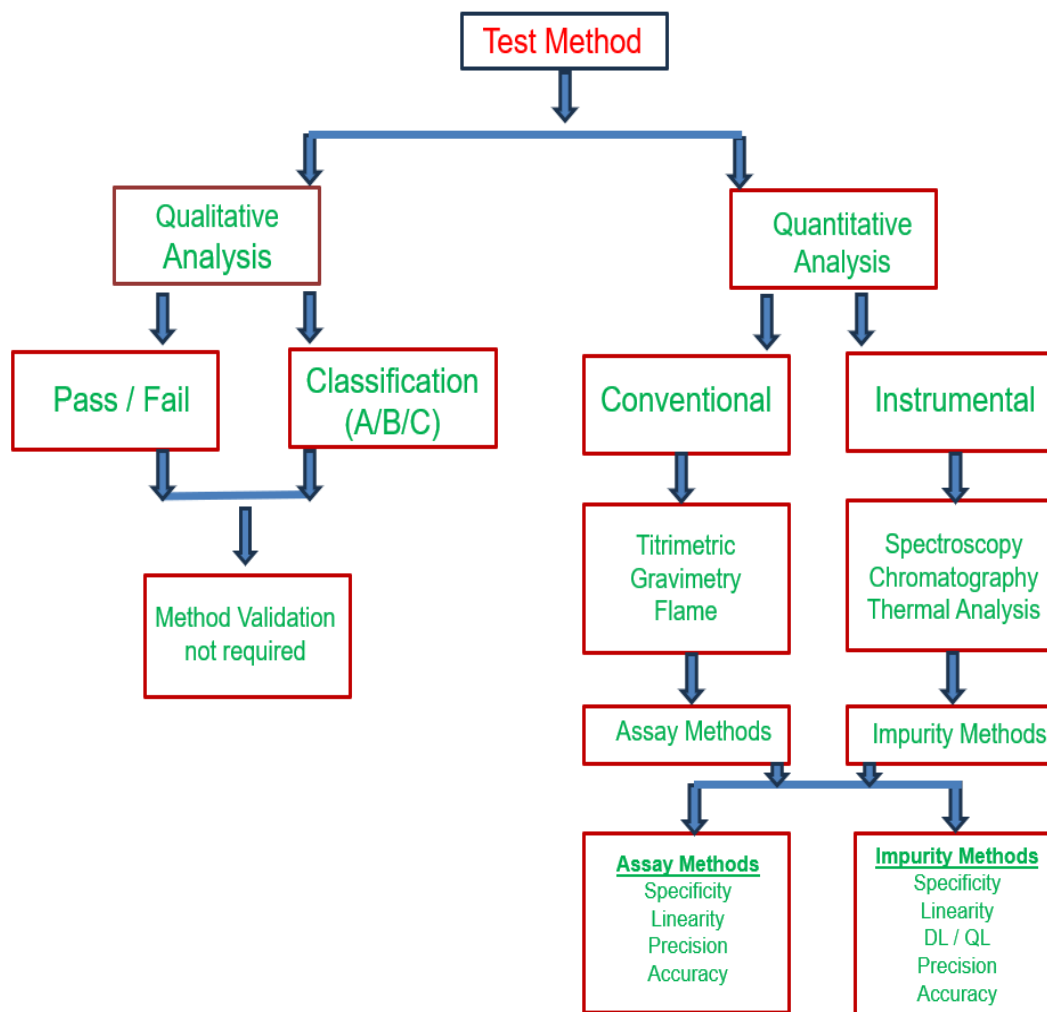 Test Method
Qualitative
Analysis
Quantitative
Analysis
Pass / Fail
Classification
(A/B/C)
Conventional
Instrumental
Method Validation
not required
Titrimetric
Gravimetry
Flame
Spectroscopy
Chromatography
Thermal Analysis
Assay Methods
Impurity Methods
Assay Methods
Specificity
Linearity
Precision
Accuracy
Impurity Methods
Specificity
Linearity
DL / QL
Precision
Accuracy